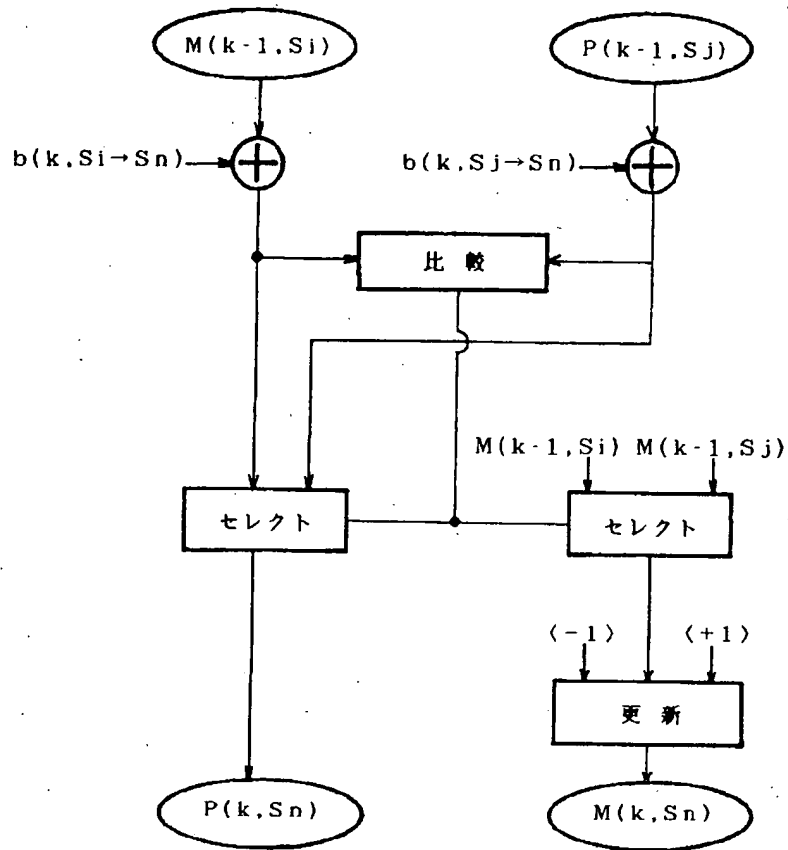 M(k-1,Si)
P(k-1,Sj)
b(k,Si→Sn)
b(k,Sj→Sn)
比較
M(k-1,Si) M(k-1,Sj)
セレクト
セレクト
〈-1〉
〈+1〉
更新
P(k,Sn)
M(k,Sn)